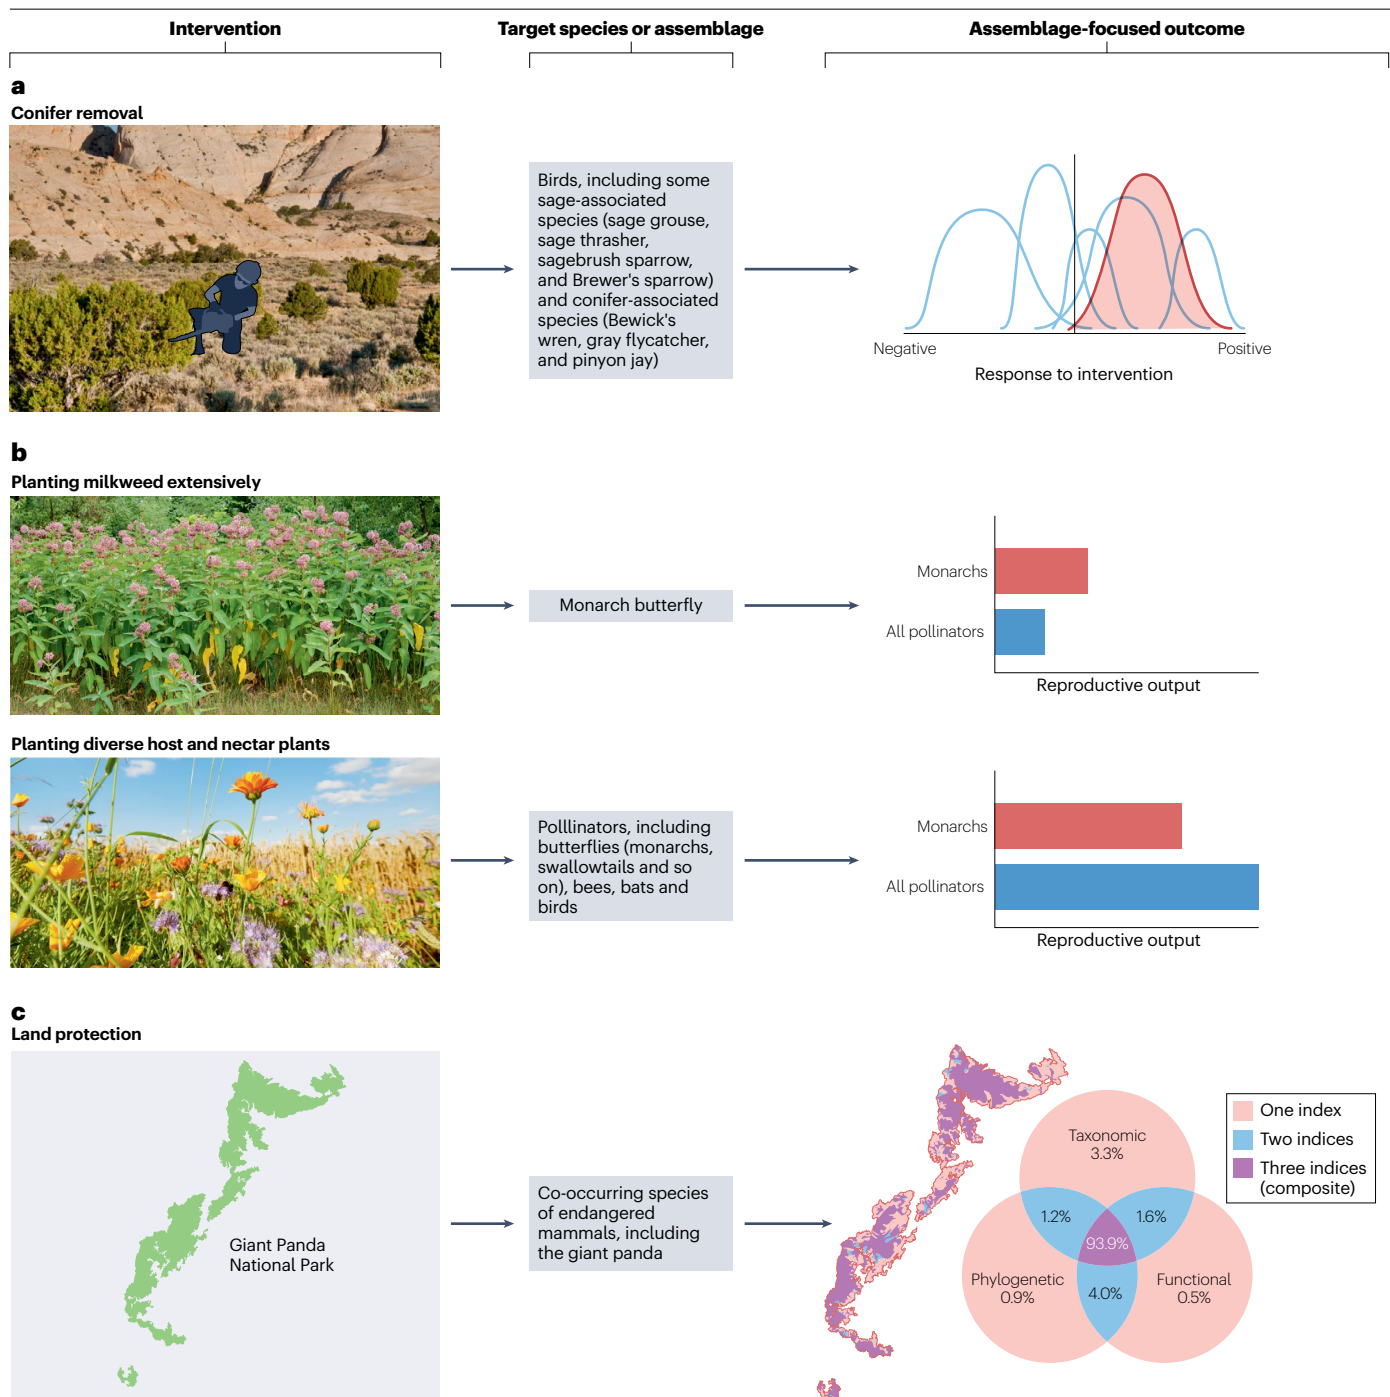 Intervention
Target species or assemblage
Assemblage-focused outcome
a
Conifer removal
Birds, including some
sage-associated
species (sage grouse,
sage thrasher,
sagebrush sparrow,
and Brewer's sparrow)
and conifer-associated
species (Bewick's
wren, gray flycatcher,
and pinyon jay)
Negative
Positive
Response to intervention
b
Planting milkweed extensively
Monarch butterfly
Monarchs
All pollinators
Reproductive output
Planting diverse host and nectar plants
Polllinators, including
butterflies (monarchs,
swallowtails and so
on), bees, bats and
birds
Monarchs
All pollinators
Reproductive output
c
Land protection
Giant Panda
National Park
Co-occurring species
of endangered
mammals, including
the giant panda
Taxonomic
3.3%
1.2%
1.6%
93.9%
Phylogenetic
0.9%
4.0%
Functional
0.5%
One index
Two indices
Three indices
(composite)